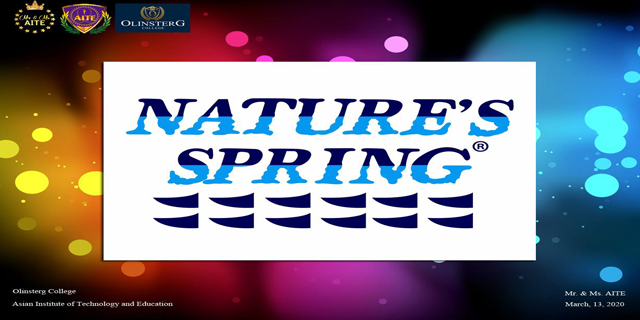 Mr. & Ms.
AITE
AITE
OLINSTERG
COLLEGE
NATURE'S
SPRING®
Olinsterg College
Asian Institute of Technology and Education
Mr. & Ms. AITE
March, 13, 2020